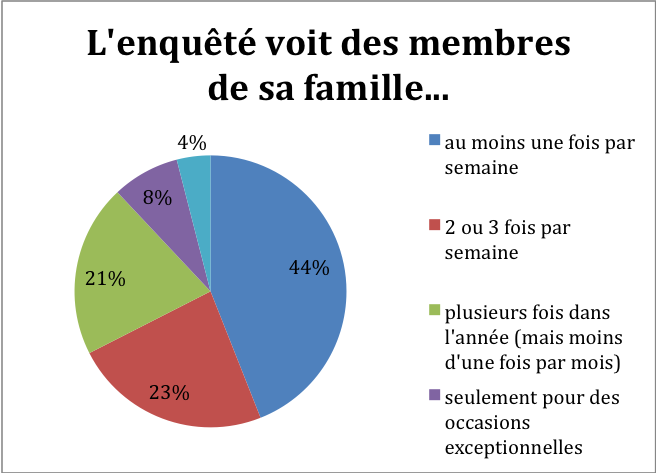 L'enquêté voit des membres
de sa famille...
4%
8%
21%
44%
23%
au moins une fois par
semaine
2 ou 3 fois par
semaine
plusieurs fois dans
l'année (mais moins
d'une fois par mois)
seulement pour des
occasions
exceptionnelles